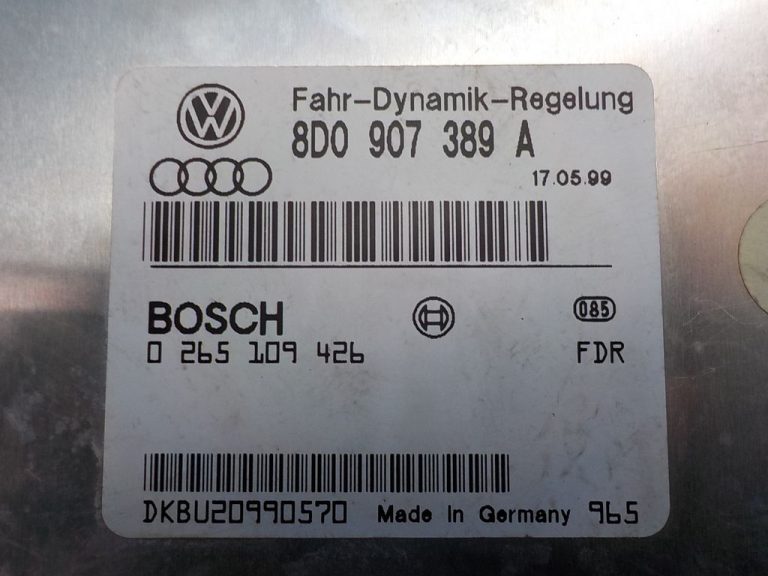 Fahr-Dynamik-Regelung
8D0 907 389 A
17.05.99
BOSCH
085
0 265 109 426
FDR
DKBU20990570 Made in Germany 965